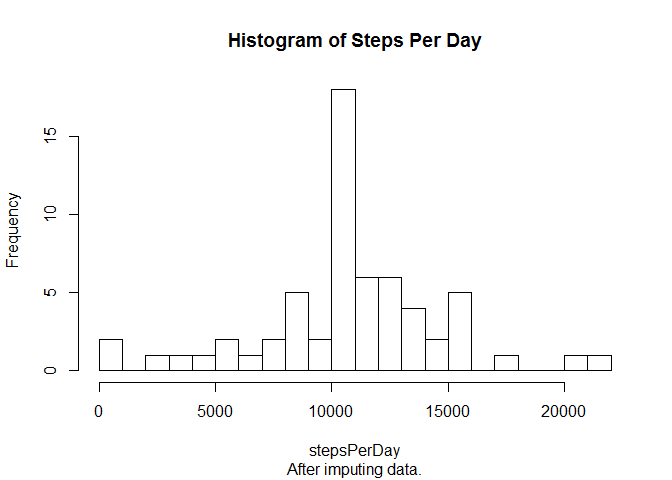 Histogram of Steps Per Day
Frequency
15
10
5
0
0 5000 10000 15000 20000
stepsPerDay
After imputing data.